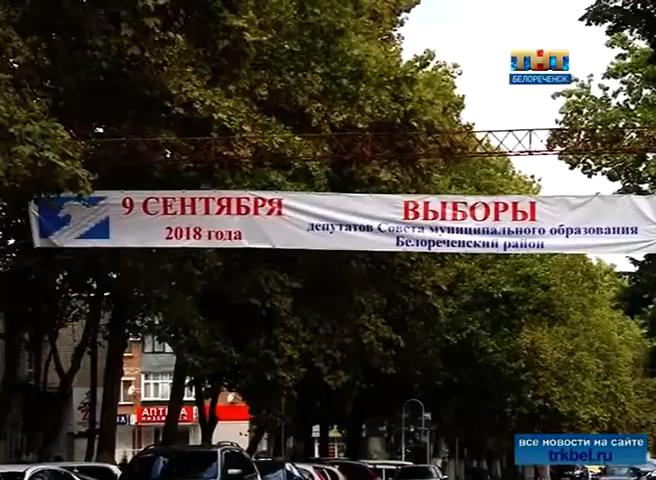 ТНТ
БЕЛОРЕЧЕНСК
9 СЕНТЯБРЯ
2018 года
ВЫБОРЫ
депутатов Совета муниципального образования
Белореченский район
АПТЕКА
все новости на сайте
trkbel.ru